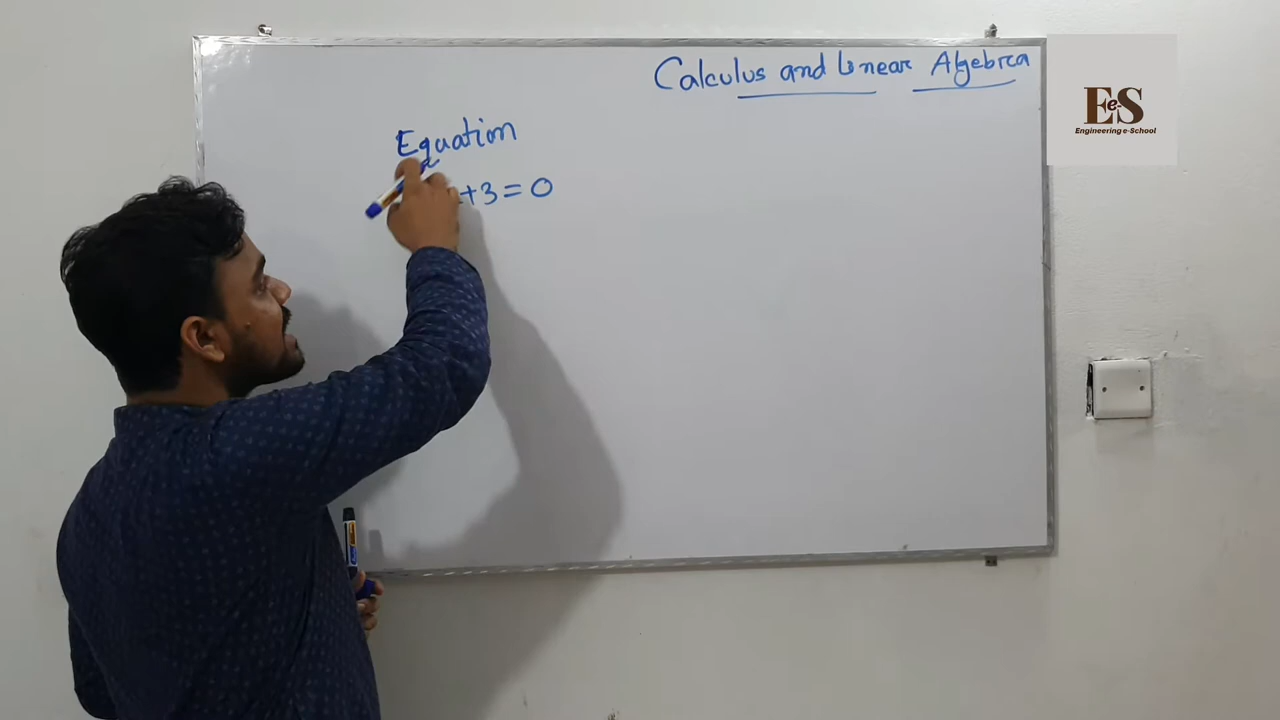 Calculus and Linear Algebra
EeS
Engineering e-School
Equation
+3=0